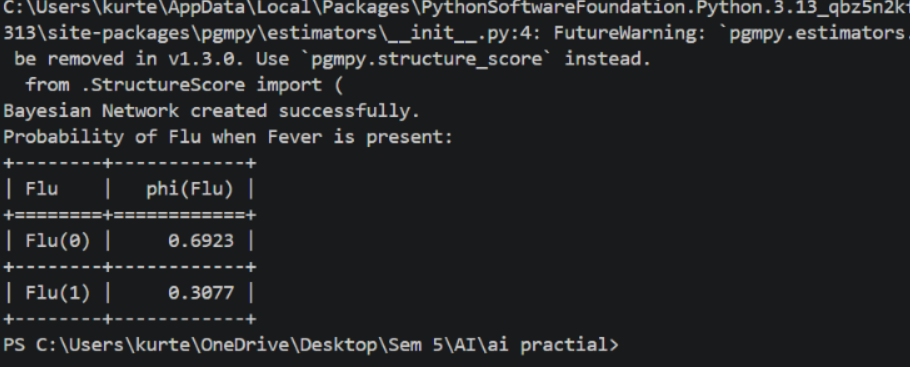 C:\Users\kurte\AppData\Local\Packages\PythonSoftwareFoundation.Python.3.13_qbz5n2kf
313\site-packages\pgmpy\estimators\__init__.py:4: FutureWarning: `pgmpy.estimators.
 be removed in v1.3.0. Use `pgmpy.structure_score` instead.
  from .StructureScore import (
Bayesian Network created successfully.
Probability of Flu when Fever is present:
+--------+------------+
| Flu    |   phi(Flu) |
+========+============+
| Flu(0) |     0.6923 |
+--------+------------+
| Flu(1) |     0.3077 |
+--------+------------+
PS C:\Users\kurte\OneDrive\Desktop\Sem 5\AI\ai practial>